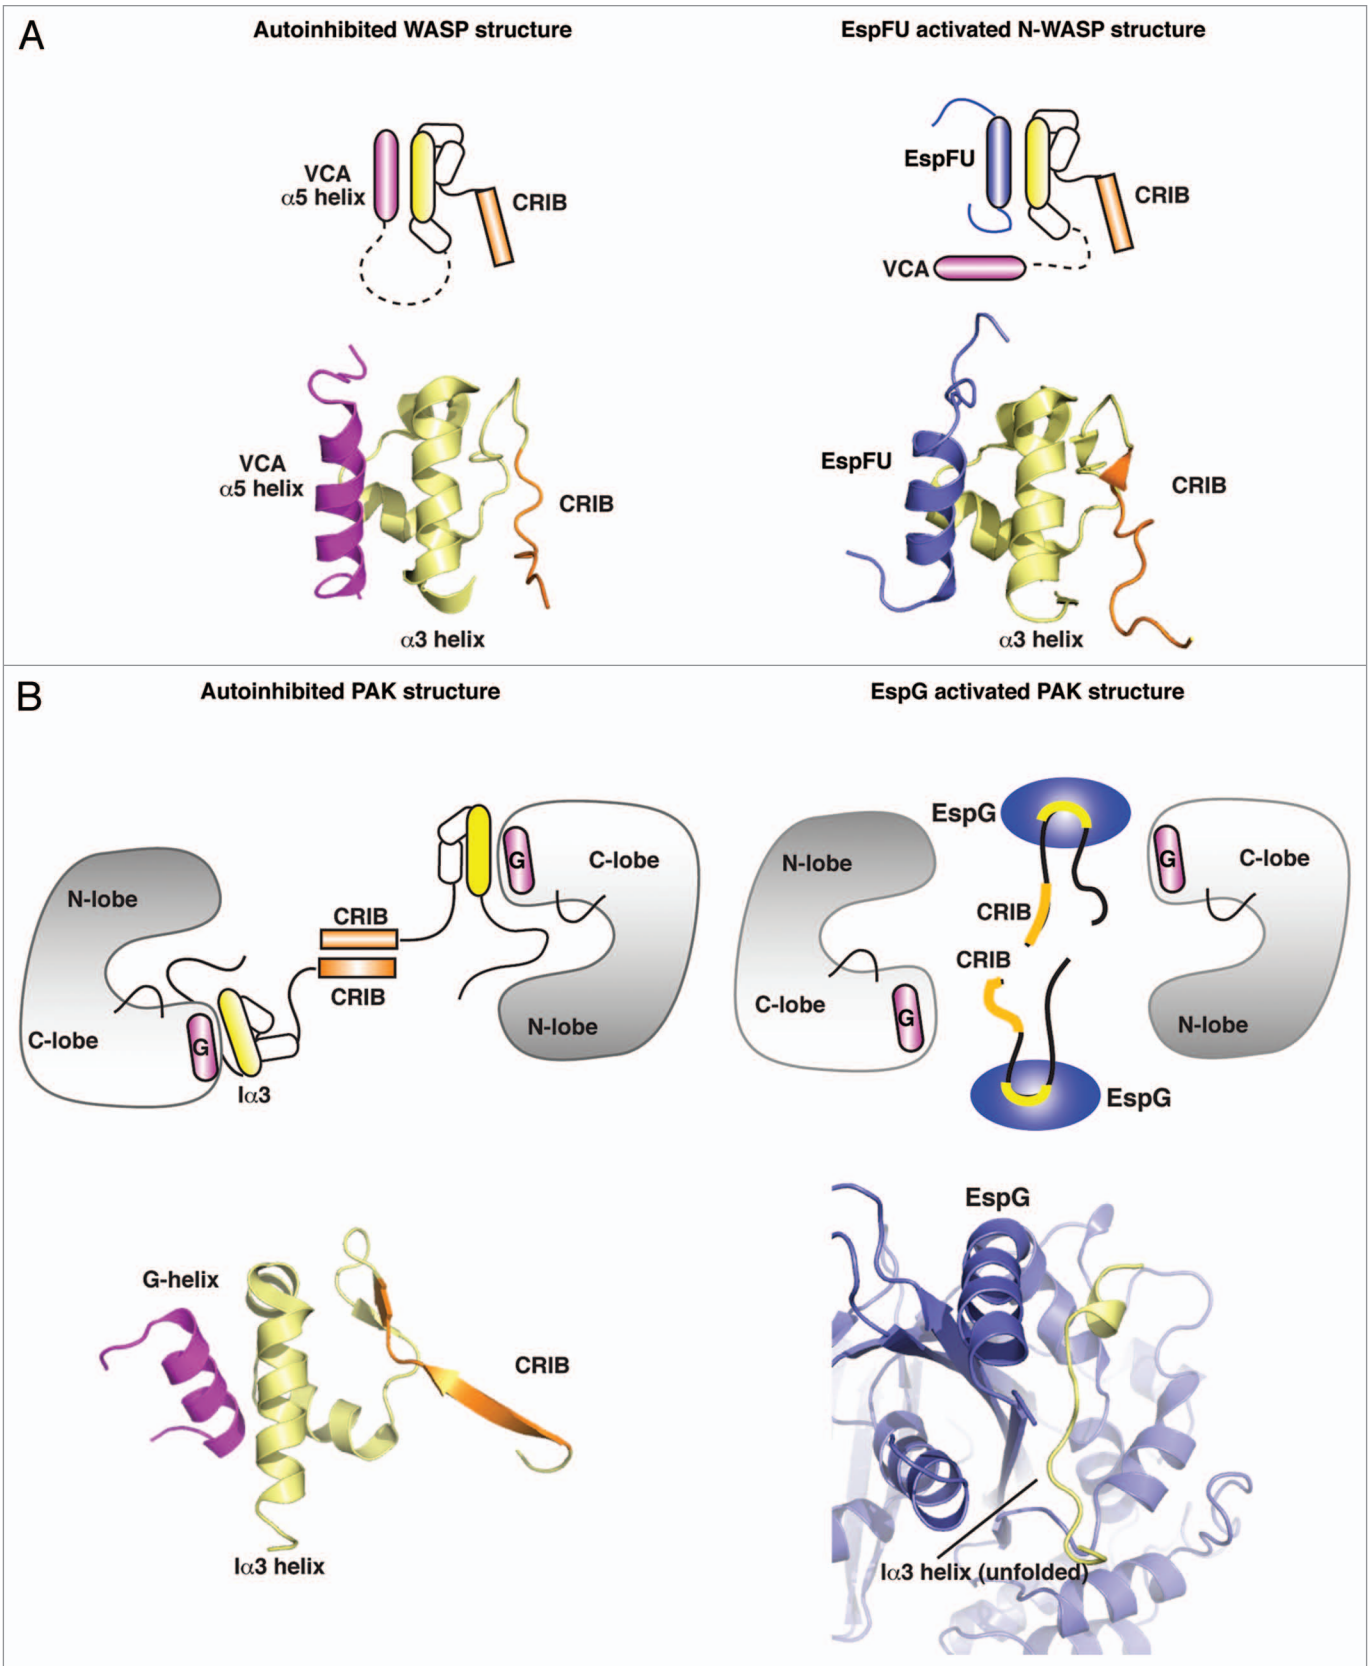 A
Autoinhibited WASP structure
EspFU activated N-WASP structure
VCA
α5 helix
CRIB
EspFU
CRIB
VCA
VCA
α5 helix
CRIB
α3 helix
EspFU
CRIB
α3 helix
B
Autoinhibited PAK structure
EspG activated PAK structure
N-lobe
C-lobe
G
Iα3
CRIB
CRIB
G
C-lobe
N-lobe
N-lobe
C-lobe
G
EspG
CRIB
CRIB
EspG
G
C-lobe
N-lobe
G-helix
CRIB
Iα3 helix
EspG
Iα3 helix (unfolded)